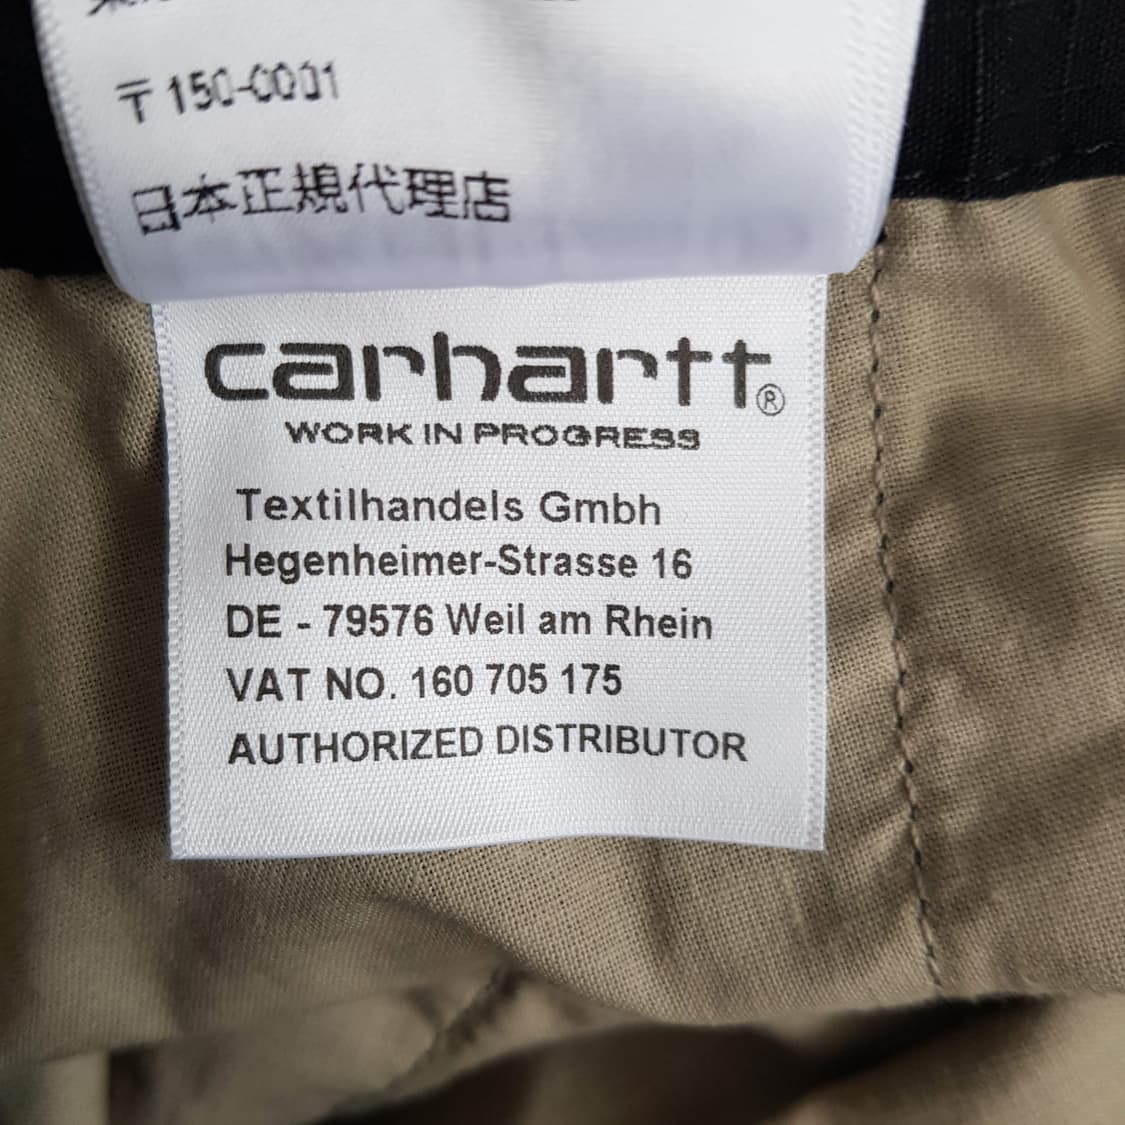 〒150-0001
日本正規代理店
carhartt®
WORK IN PROGRESS
Textilhandels Gmbh
Hegenheimer-Strasse 16
DE - 79576 Weil am Rhein
VAT NO. 160 705 175
AUTHORIZED DISTRIBUTOR